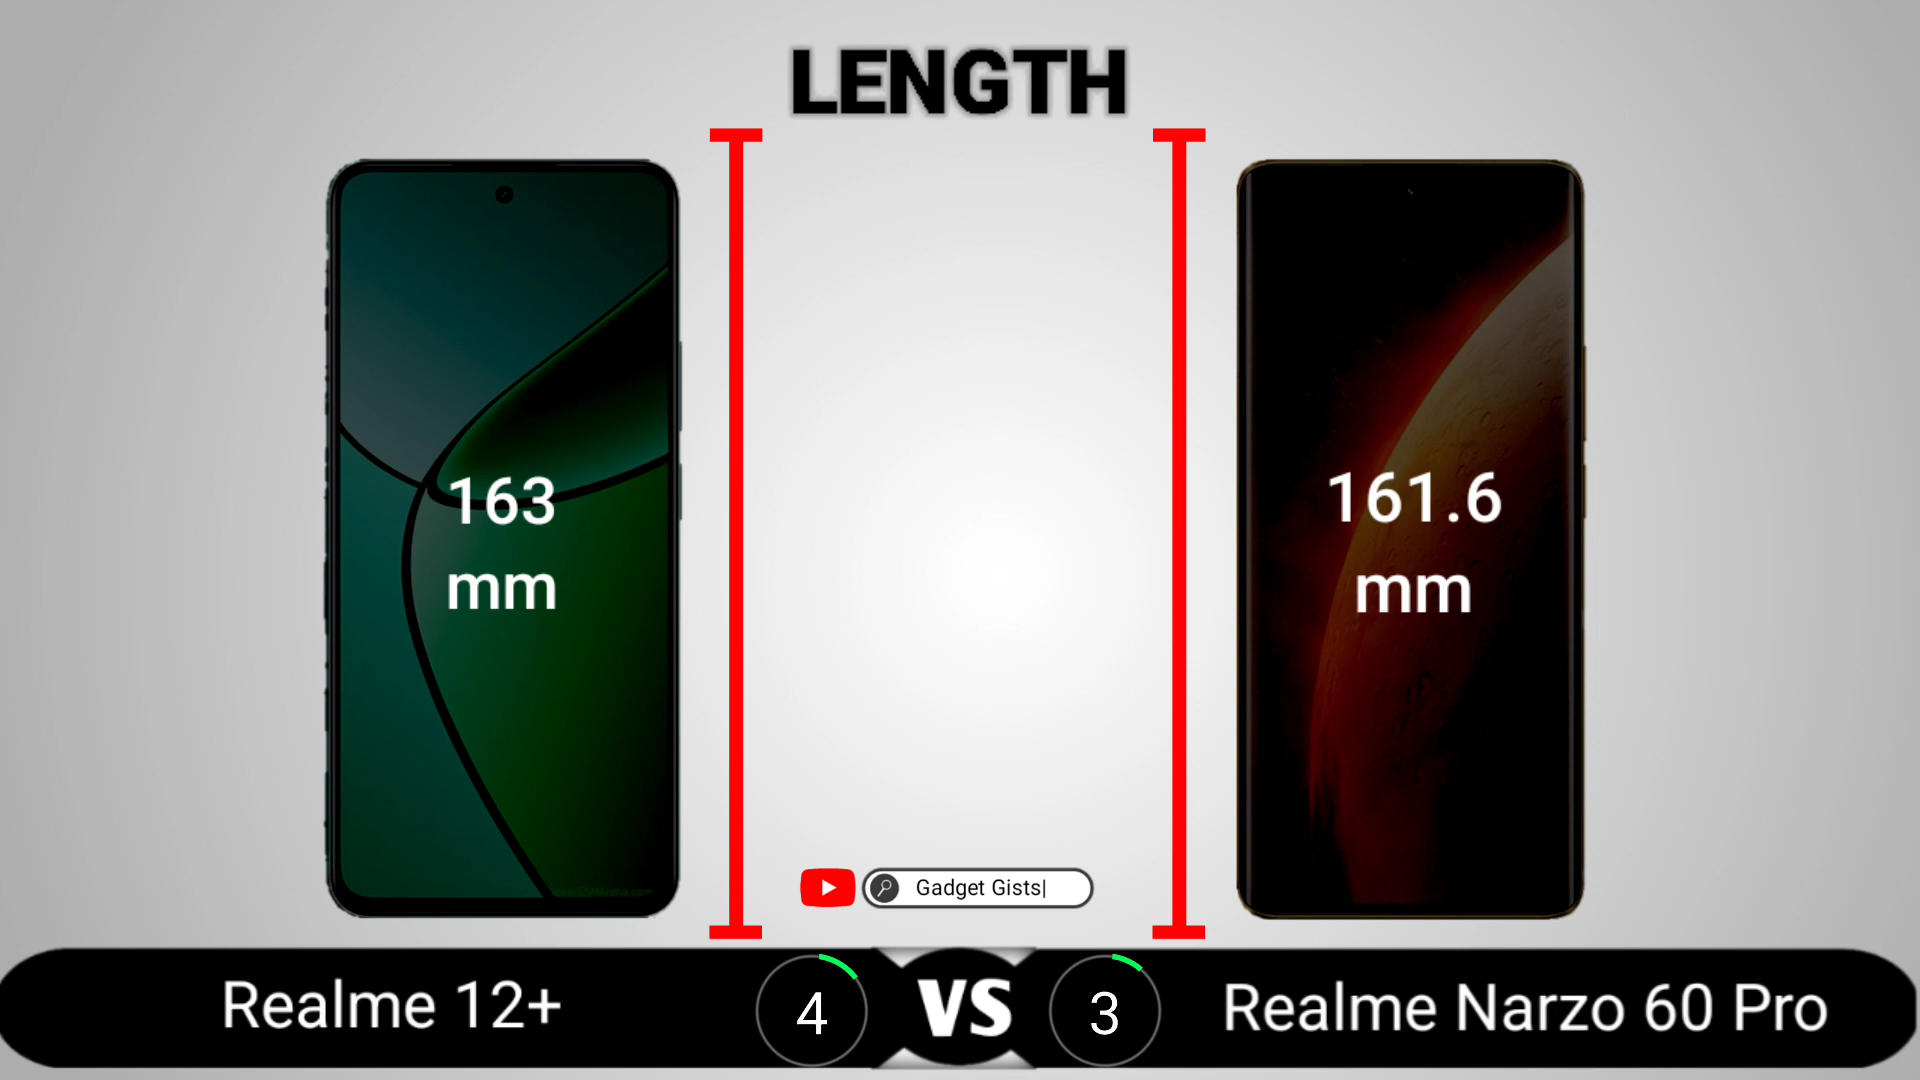 LENGTH
163
mm
161.6
mm
Gadget Gists|
Realme 12+
4
VS
3
Realme Narzo 60 Pro